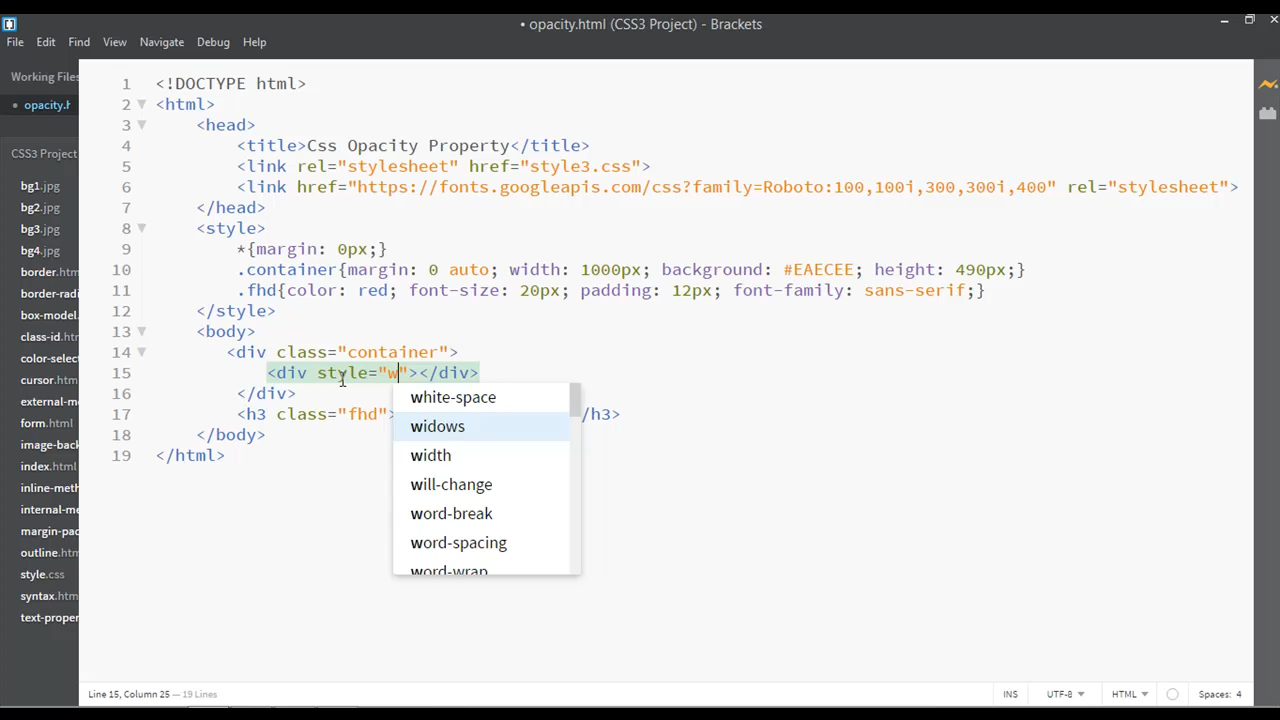 • opacity.html (CSS3 Project) - Brackets
File Edit Find View Navigate Debug Help
Working Files
• opacity.h
CSS3 Project
bg1.jpg
bg2.jpg
bg3.jpg
bg4.jpg
border.htm
border-radi
box-model.
class-id.htm
color-select
cursor.htm
external-m
form.html
image-back
index.html
inline-meth
internal-me
margin-pad
outline.htm
style.css
syntax.htm
text-proper
1 <!DOCTYPE html>
2 <html>
3 <head>
4 <title>Css Opacity Property</title>
5 <link rel="stylesheet" href="style3.css">
6 <link href="https://fonts.googleapis.com/css?family=Roboto:100,100i,300,300i,400" rel="stylesheet">
7 </head>
8 <style>
9 *{margin: 0px;}
10 .container{margin: 0 auto; width: 1000px; background: #EAECEE; height: 490px;}
11 .fhd{color: red; font-size: 20px; padding: 12px; font-family: sans-serif;}
12 </style>
13 <body>
14 <div class="container">
15 <div style="w"></div>
16 </div>
17 <h3 class="fhd"> /h3>
18 </body>
19 </html>
white-space
widows
width
will-change
word-break
word-spacing
word-wrap
Line 15, Column 25 — 19 Lines
INS UTF-8 HTML Spaces: 4